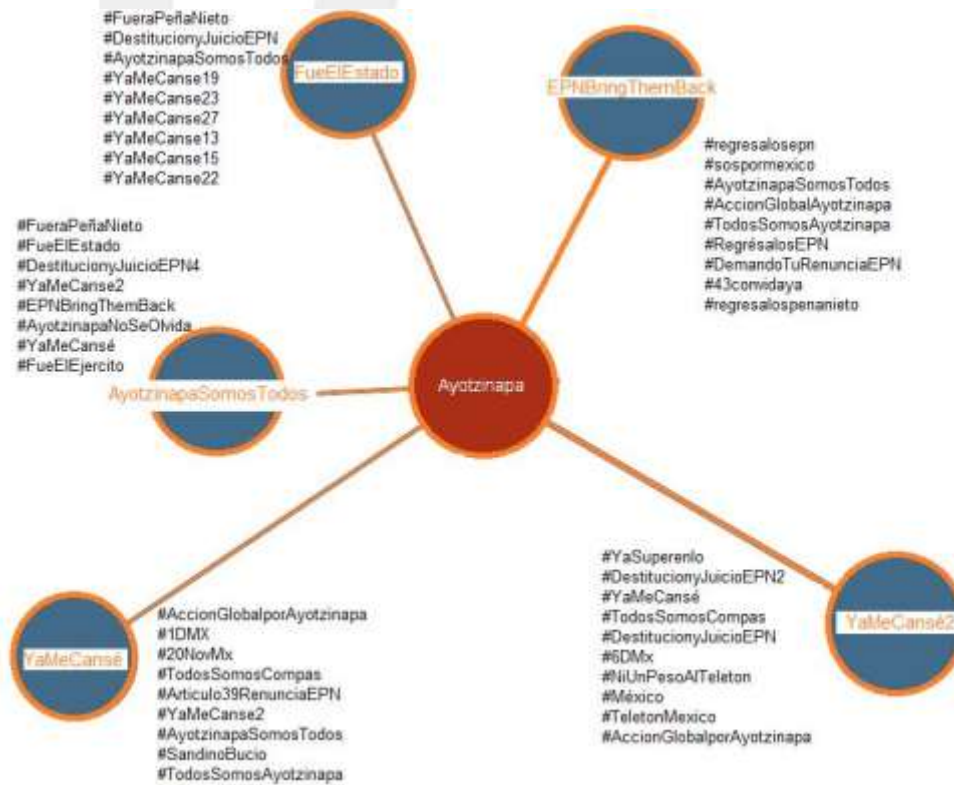 #FueraPeñaNieto
#DestitucionyJuicioEPN
#AyotzinapaSomosTodos
#YaMeCanse19
#YaMeCanse23
#YaMeCanse27
#YaMeCanse13
#YaMeCanse15
#YaMeCanse22
FueElEstado
EPNBringThemBack
#regresalosepn
#sospormexico
#AyotzinapaSomosTodos
#AccionGlobalAyotzinapa
#TodosSomosAyotzinapa
#RegrésalosEPN
#DemandoTuRenunciaEPN
#43convidaya
#regresalospenanieto
#FueraPeñaNieto
#FueElEstado
#DestitucionyJuicioEPN4
#YaMeCanse2
#EPNBringThemBack
#AyotzinapaNoSeOlvida
#YaMeCansé
#FueElEjercito
AyotzinapaSomosTodos
Ayotzinapa
YaMeCansé
#AccionGlobalporAyotzinapa
#1DMX
#20NovMx
#TodosSomosCompas
#Articulo39RenunciaEPN
#YaMeCanse2
#AyotzinapaSomosTodos
#SandinoBucio
#TodosSomosAyotzinapa
#YaSuperenlo
#DestitucionyJuicioEPN2
#YaMeCansé
#TodosSomosCompas
#DestitucionyJuicioEPN
#6DMx
#NiUnPesoAlTeleton
#México
#TeletonMexico
#AccionGlobalporAyotzinapa
YaMeCansé2